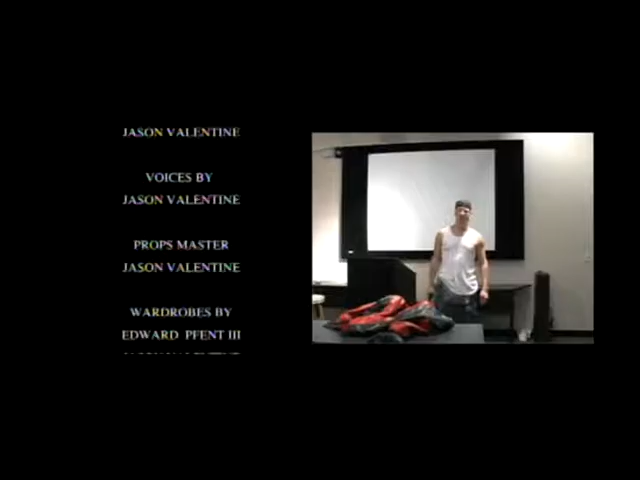 JASON VALENTINE
VOICES BY
JASON VALENTINE
PROPS MASTER
JASON VALENTINE
WARDROBES BY
EDWARD PFENT III